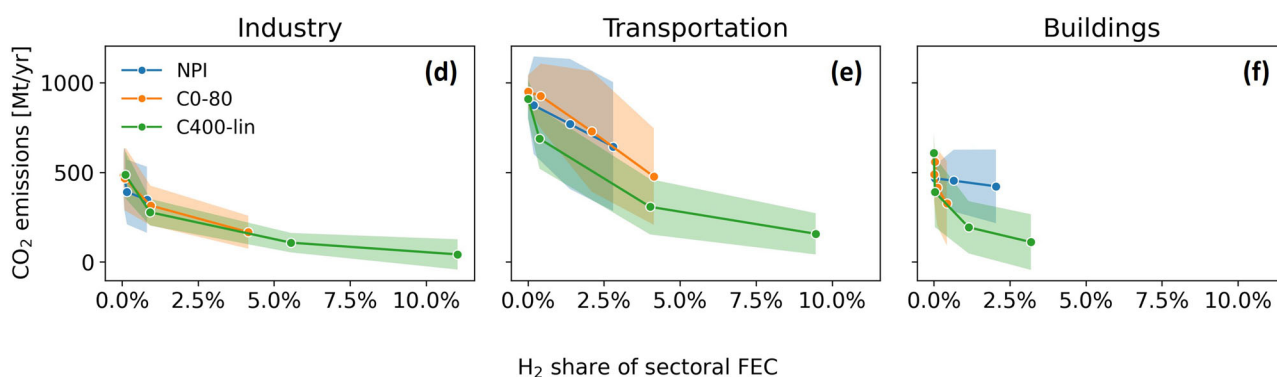 Industry
Transportation
Buildings
CO₂ emissions [Mt/yr]
1000
500
0
NPI
C0-80
C400-lin
(d)
(e)
(f)
0.0% 2.5% 5.0% 7.5% 10.0%
0.0% 2.5% 5.0% 7.5% 10.0%
0.0% 2.5% 5.0% 7.5% 10.0%
H₂ share of sectoral FEC